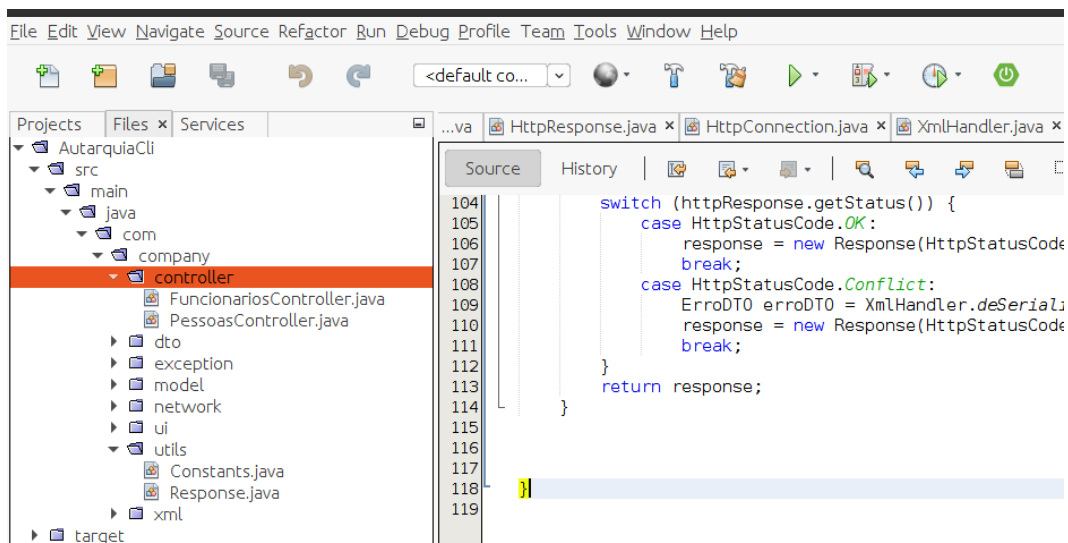 File Edit View Navigate Source Refactor Run Debug Profile Team Tools Window Help
<default co...
Projects Files Services
...va HttpResponse.java HttpConnection.java XmlHandler.java
AutarquiaCli
src
main
java
com
company
controller
FuncionariosController.java
PessoasController.java
dto
exception
model
network
ui
utils
Constants.java
Response.java
xml
target
Source History
104 switch (httpResponse.getStatus()) {
105 case HttpStatusCode.OK:
106 response = new Response(HttpStatusCode
107 break;
108 case HttpStatusCode.Conflict:
109 ErroDTO erroDTO = XmlHandler.deSeriali
110 response = new Response(HttpStatusCode
111 break;
112 }
113 return response;
114 }
115
116
117
118 }
119